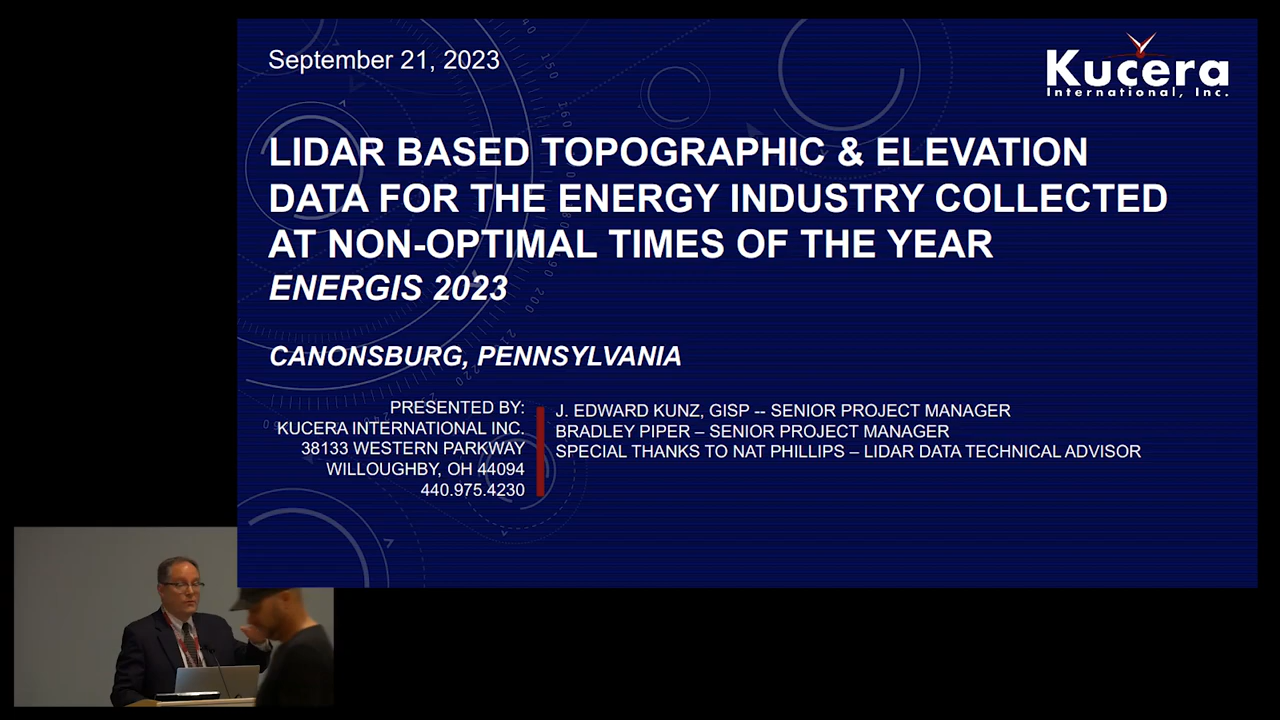 September 21, 2023
Kucera
International, Inc.
LIDAR BASED TOPOGRAPHIC & ELEVATION
DATA FOR THE ENERGY INDUSTRY COLLECTED
AT NON-OPTIMAL TIMES OF THE YEAR
ENERGIS 2023
CANONSBURG, PENNSYLVANIA
PRESENTED BY:
KUCERA INTERNATIONAL INC.
38133 WESTERN PARKWAY
WILLOUGHBY, OH 44094
440.975.4230
J. EDWARD KUNZ, GISP -- SENIOR PROJECT MANAGER
BRADLEY PIPER – SENIOR PROJECT MANAGER
SPECIAL THANKS TO NAT PHILLIPS – LIDAR DATA TECHNICAL ADVISOR